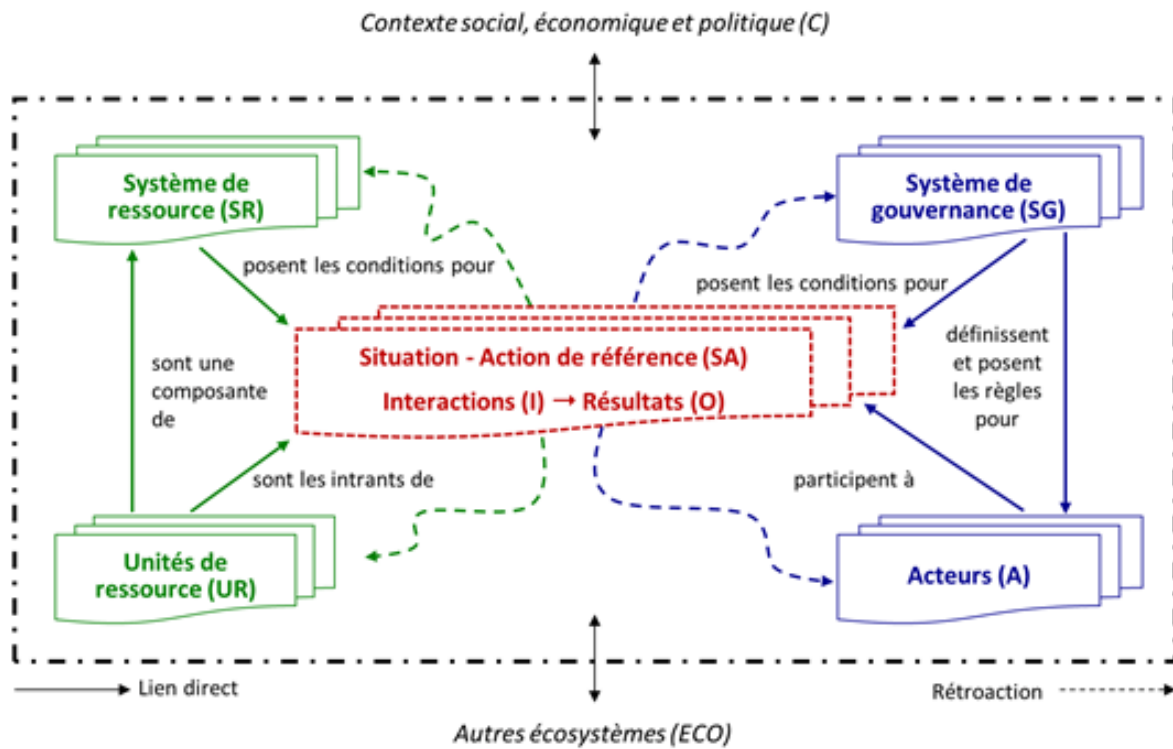 Contexte social, économique et politique (C)
Système de
ressource (SR)
Système de
gouvernance (SG)
posent les conditions pour
posent les conditions pour
Situation - Action de référence (SA)
Interactions (I) → Résultats (O)
sont une
composante
de
définissent
et posent
les règles
pour
sont les intrants de
participent à
Unités de
ressource (UR)
Acteurs (A)
Lien direct
Rétroaction
Autres écosystèmes (ECO)